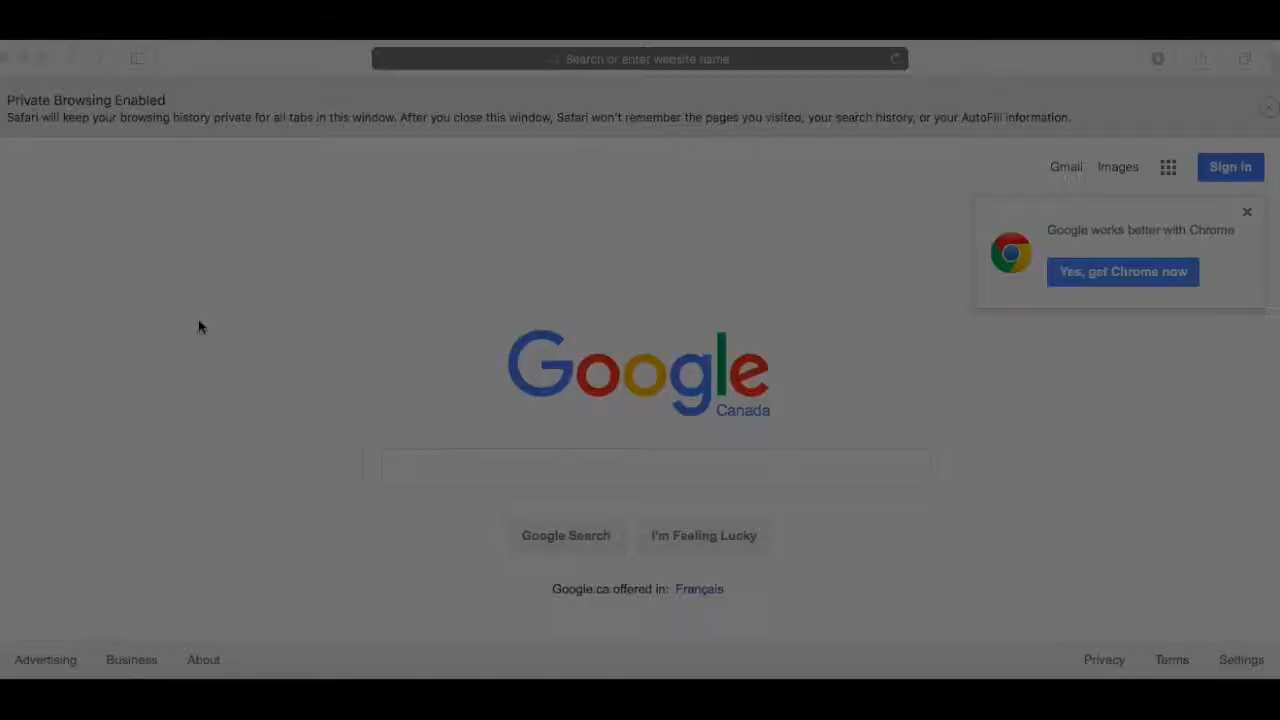 Search or enter website name
Private Browsing Enabled
Safari will keep your browsing history private for all tabs in this window. After you close this window, Safari won't remember the pages you visited, your search history, or your AutoFill information.
Gmail Images Sign in
Google works better with Chrome
Yes, get Chrome now
Google
Canada
Google Search I'm Feeling Lucky
Google.ca offered in: Français
Advertising Business About Privacy Terms Settings